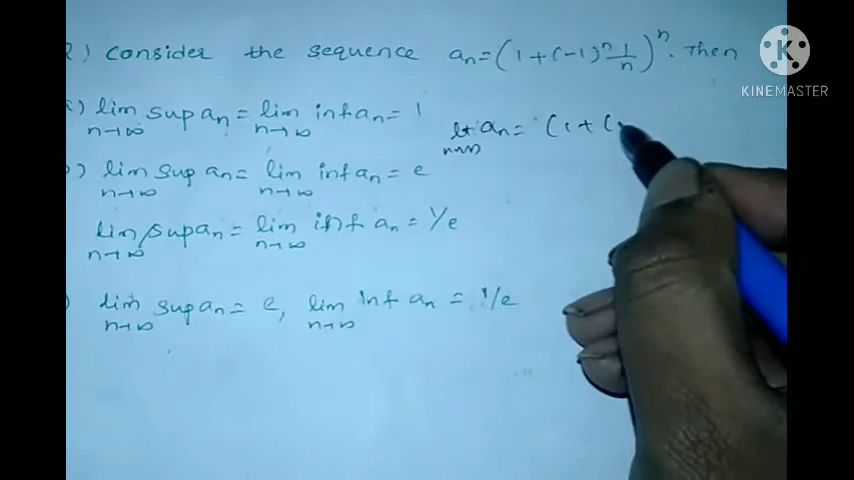 2) Consider the sequence aₙ = (1+(-1)ⁿ 1/n)ⁿ. Then
KINEMASTER
) lim sup aₙ = lim inf aₙ = 1
n→∞ n→∞
lt aₙ = (1+(
n→∞
) lim sup aₙ = lim inf aₙ = e
n→∞ n→∞
lim sup aₙ = lim inf aₙ = 1/e
n→∞ n→∞
) lim sup aₙ = e, lim inf aₙ = 1/e
n→∞ n→∞